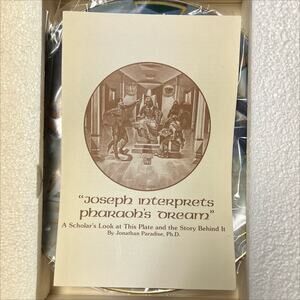 "Joseph Interprets
Pharaoh's Dream"
A Scholar's Look at This Plate and the Story Behind It
By Jonathan Paradise, Ph.D.